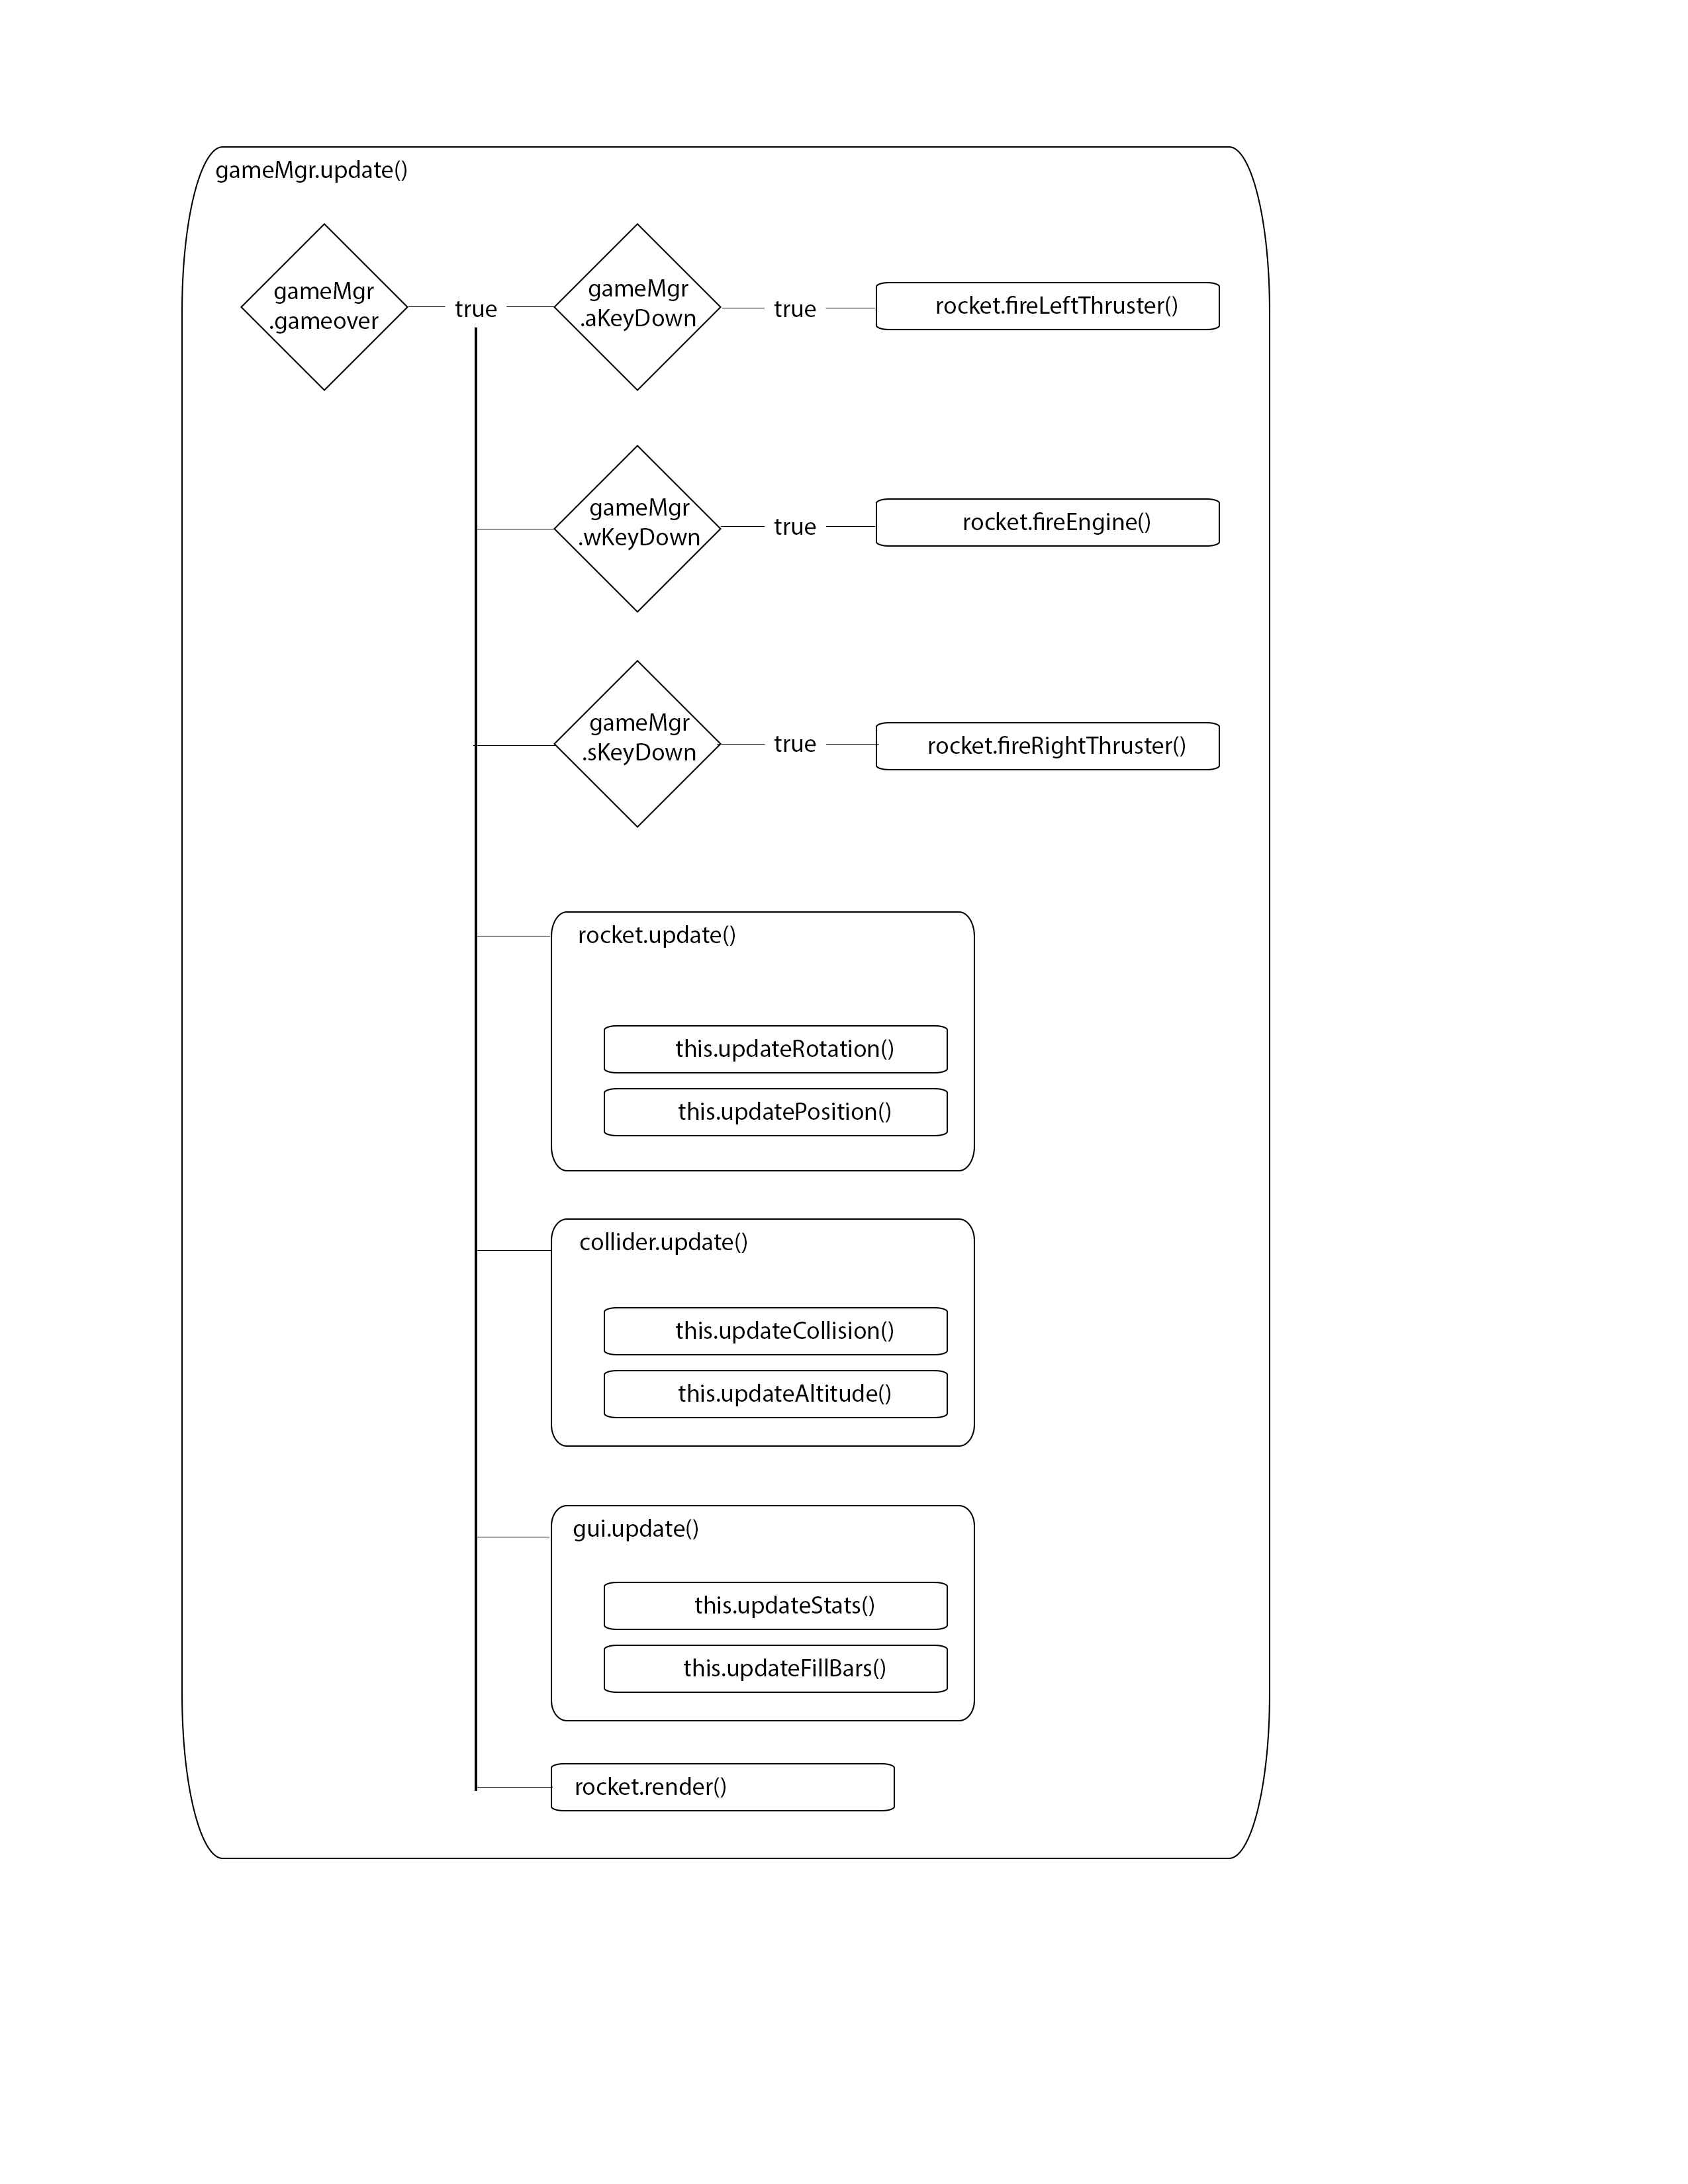 gameMgr.update()
gameMgr
.gameover
true
gameMgr
.aKeyDown
true
rocket.fireLeftThruster()
gameMgr
.wKeyDown
true
rocket.fireEngine()
gameMgr
.sKeyDown
true
rocket.fireRightThruster()
rocket.update()
this.updateRotation()
this.updatePosition()
collider.update()
this.updateCollision()
this.updateAltitude()
gui.update()
this.updateStats()
this.updateFillBars()
rocket.render()